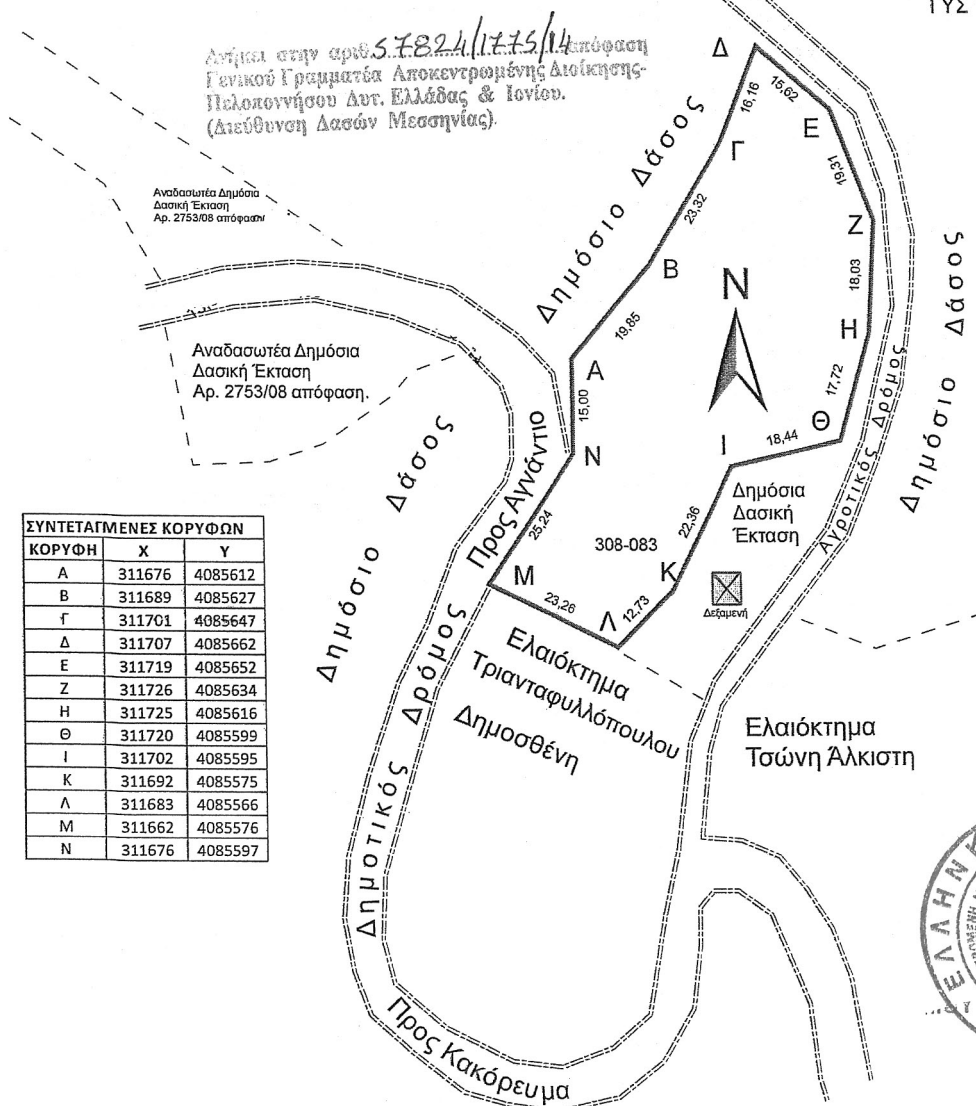 ΤΥΣ
Ανήκει στην αριθ. 57824/1775/14 απόφαση
Γενικού Γραμματέα Αποκεντρωμένης Διοίκησης-
Πελοποννήσου Δυτ. Ελλάδας & Ιονίου.
(Διεύθυνση Δασών Μεσσηνίας).
Αναδασωτέα Δημόσια
Δασική Έκταση
Αρ. 2753/08 απόφαση
Αναδασωτέα Δημόσια
Δασική Έκταση
Αρ. 2753/08 απόφαση.
Δημόσιο Δάσος
Δημόσιο Δάσος
Δημόσιο Δάσος
Δ
15,62
16,16
Ε
Γ
19,31
23,32
Ζ
Β
18,03
Ν
19,85
Η
Α
17,72
15,00
Θ
18,44
Ι
Ν
Αγροτικός Δρόμος
Προς Αγνάντιο
25,24
22,36
308-083
Δημόσια
Δασική
Έκταση
Δεξαμενή
Μ
Κ
23,26
Λ
12,73
Ελαιόκτημα
Τριανταφυλλόπουλου
Δημοσθένη
Ελαιόκτημα
Τσώνη Άλκιστη
Δημοτικός Δρόμος
Προς Κακόρευμα
ΣΥΝΤΕΤΑΓΜΕΝΕΣ ΚΟΡΥΦΩΝ
ΚΟΡΥΦΗ X Y
Α 311676 4085612
Β 311689 4085627
Γ 311701 4085647
Δ 311707 4085662
Ε 311719 4085652
Ζ 311726 4085634
Η 311725 4085616
Θ 311720 4085599
Ι 311702 4085595
Κ 311692 4085575
Λ 311683 4085566
Μ 311662 4085576
Ν 311676 4085597
ΕΛΛΗΝΙΚ